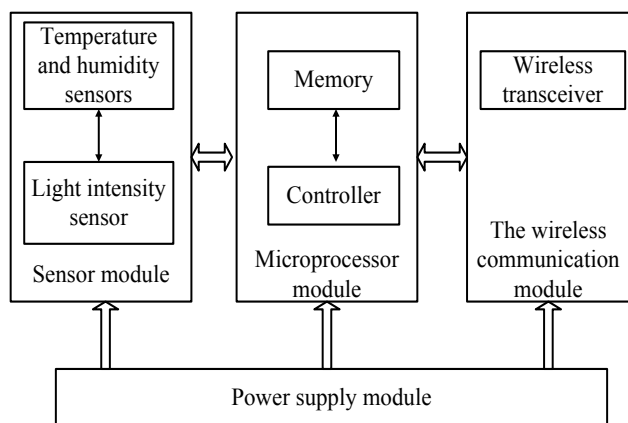 Temperature
and humidity
sensors
Light intensity
sensor
Sensor module
Memory
Controller
Microprocessor
module
Wireless
transceiver
The wireless
communication
module
Power supply module